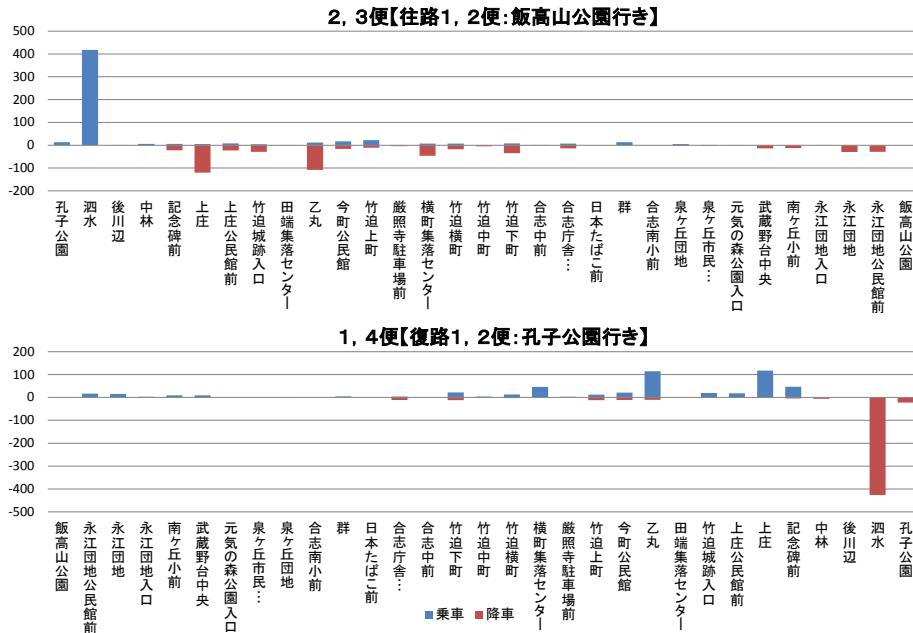 2，3便【往路1，2便：飯高山公園行き】
500
400
300
200
100
0
-100
-200
孔子公園
泗水
後川辺
中林
記念碑前
上庄
上庄公民館前
竹迫城跡入口
田端集落センター
乙丸
今町公民館
竹迫上町
厳照寺駐車場前
横町集落センター
竹迫横町
竹迫中町
竹迫下町
合志中前
合志庁舎…
日本たばこ前
群
合志南小前
泉ヶ丘団地
泉ヶ丘市民…
元気の森公園入口
武蔵野台中央
南ヶ丘小前
永江団地入口
永江団地
永江団地公民館前
飯高山公園
1，4便【復路1，2便：孔子公園行き】
200
100
0
-100
-200
-300
-400
-500
飯高山公園
永江団地公民館前
永江団地
永江団地入口
南ヶ丘小前
武蔵野台中央
元気の森公園入口
泉ヶ丘市民…
泉ヶ丘団地
合志南小前
群
日本たばこ前
合志庁舎…
合志中前
竹迫下町
竹迫中町
竹迫横町
横町集落センター
厳照寺駐車場前
竹迫上町
今町公民館
乙丸
田端集落センター
竹迫城跡入口
上庄公民館前
上庄
記念碑前
中林
後川辺
泗水
孔子公園
乗車 降車